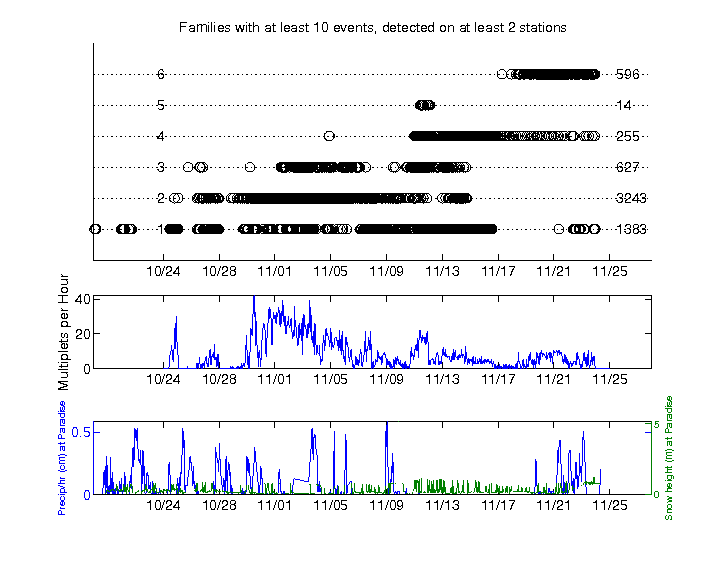 Families with at least 10 events, detected on at least 2 stations
6 596
5 14
4 255
3 627
2 3243
1 1383
10/24 10/28 11/01 11/05 11/09 11/13 11/17 11/21 11/25
Multiplets per Hour
40
20
0
10/24 10/28 11/01 11/05 11/09 11/13 11/17 11/21 11/25
Precip/hr (cm) at Paradise
0.5
0
5
0
Snow height (m) at Paradise
10/24 10/28 11/01 11/05 11/09 11/13 11/17 11/21 11/25